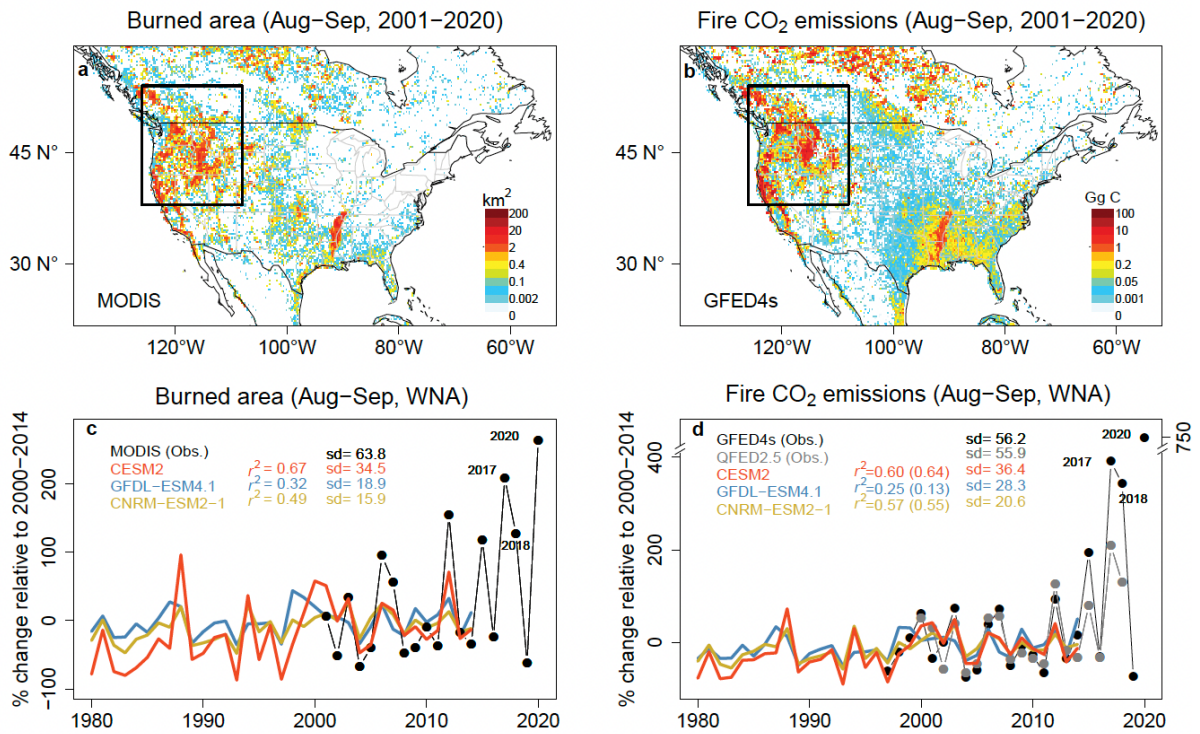 Burned area (Aug−Sep, 2001−2020)
a
km²
200
20
2
0.4
0.1
0.002
0
MODIS
45 N°
30 N°
120°W
100°W
80°W
60°W
Fire CO₂ emissions (Aug−Sep, 2001−2020)
b
Gg C
100
10
1
0.2
0.05
0.001
0
GFED4s
45 N°
30 N°
120°W
100°W
80°W
60°W
Burned area (Aug−Sep, WNA)
c
% change relative to 2000−2014
MODIS (Obs.) sd= 63.8
CESM2 r² = 0.67 sd= 34.5
GFDL−ESM4.1 r² = 0.32 sd= 18.9
CNRM−ESM2−1 r² = 0.49 sd= 15.9
2020
2017
2018
200
100
0
−100
1980
1990
2000
2010
2020
Fire CO₂ emissions (Aug−Sep, WNA)
d
% change relative to 2000−2014
GFED4s (Obs.) sd= 56.2
QFED2.5 (Obs.) sd= 55.9
CESM2 r²=0.60 (0.64) sd= 36.4
GFDL−ESM4.1 r²=0.25 (0.13) sd= 28.3
CNRM−ESM2−1 r²=0.57 (0.55) sd= 20.6
2020
2017
2018
750
400
200
0
1980
1990
2000
2010
2020